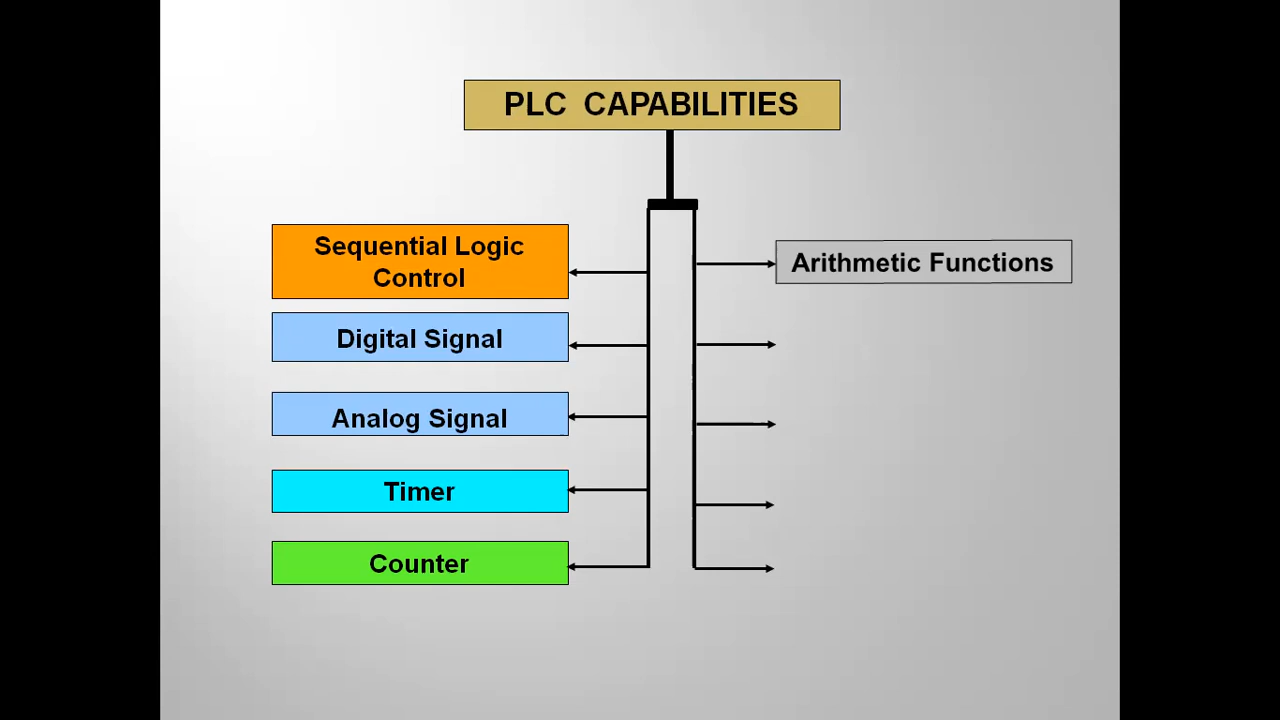 PLC CAPABILITIES
Sequential Logic
Control
Digital Signal
Analog Signal
Timer
Counter
Arithmetic Functions